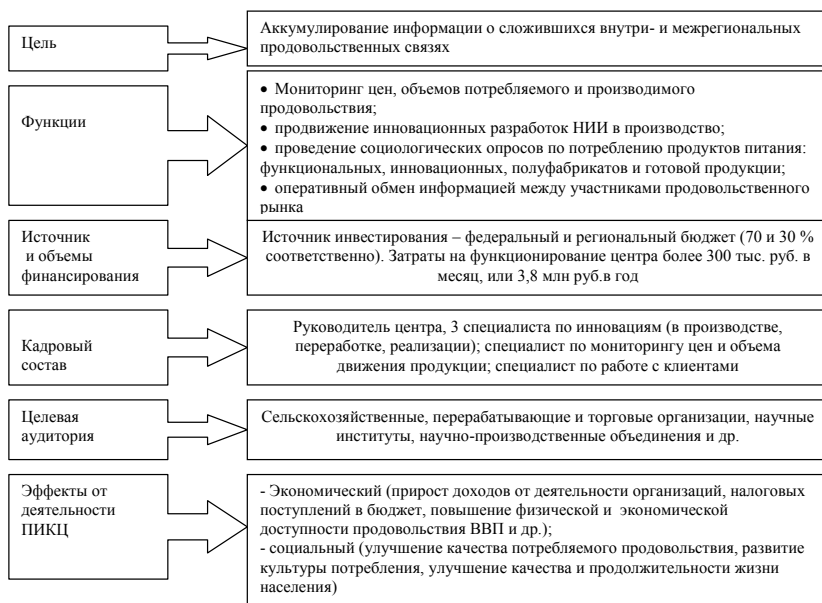 Цель
Аккумулирование информации о сложившихся внутри- и межрегиональных
продовольственных связях
Функции
• Мониторинг цен, объемов потребляемого и производимого
продовольствия;
• продвижение инновационных разработок НИИ в производство;
• проведение социологических опросов по потреблению продуктов питания:
функциональных, инновационных, полуфабрикатов и готовой продукции;
• оперативный обмен информацией между участниками продовольственного
рынка
Источник
и объемы
финансирования
Источник инвестирования – федеральный и региональный бюджет (70 и 30 %
соответственно). Затраты на функционирование центра более 300 тыс. руб. в
месяц, или 3,8 млн руб.в год
Кадровый
состав
Руководитель центра, 3 специалиста по инновациям (в производстве,
переработке, реализации); специалист по мониторингу цен и объема
движения продукции; специалист по работе с клиентами
Целевая
аудитория
Сельскохозяйственные, перерабатывающие и торговые организации, научные
институты, научно-производственные объединения и др.
Эффекты от
деятельности
ПИКЦ
- Экономический (прирост доходов от деятельности организаций, налоговых
поступлений в бюджет, повышение физической и экономической
доступности продовольствия ВВП и др.);
- социальный (улучшение качества потребляемого продовольствия, развитие
культуры потребления, улучшение качества и продолжительности жизни
населения)